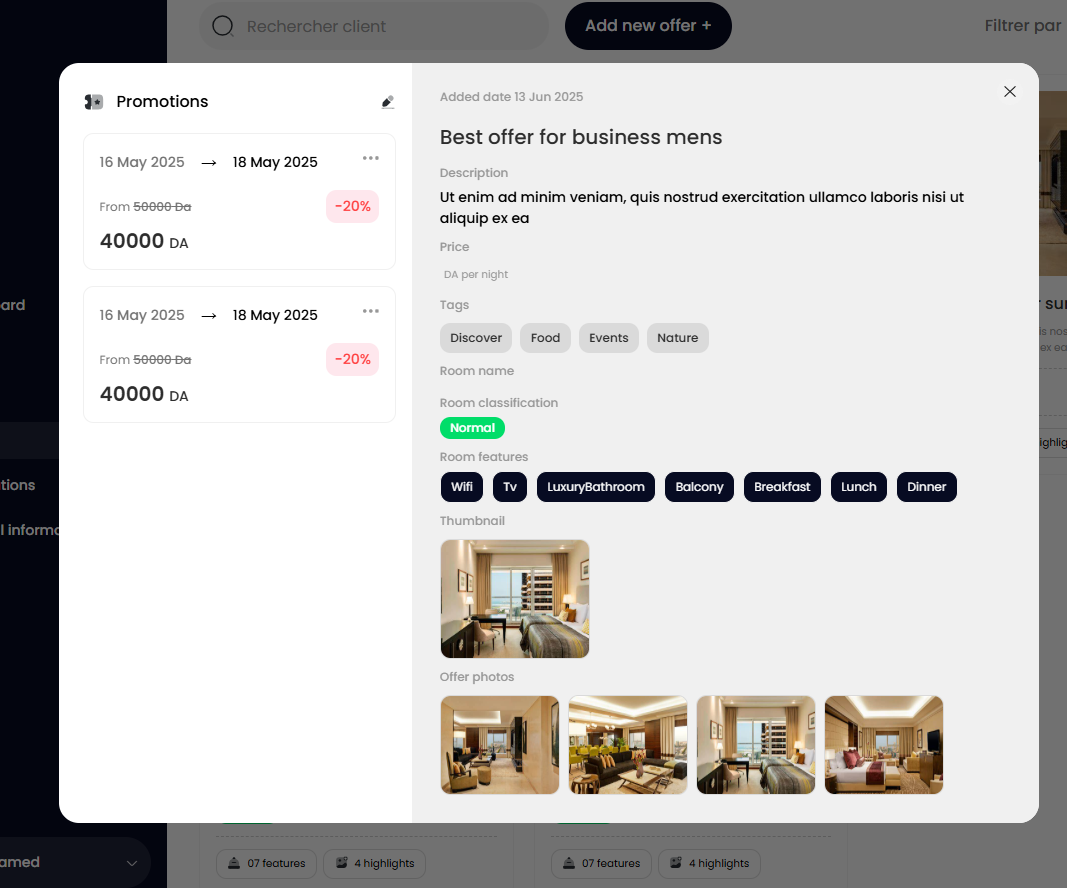 Rechercher client
Add new offer +
Filtrer par
Promotions
16 May 2025 → 18 May 2025
From 50000 Da
-20%
40000 DA
16 May 2025 → 18 May 2025
From 50000 Da
-20%
40000 DA
Added date 13 Jun 2025
Best offer for business mens
Description
Ut enim ad minim veniam, quis nostrud exercitation ullamco laboris nisi ut
aliquip ex ea
Price
DA per night
Tags
Discover Food Events Nature
Room name
Room classification
Normal
Room features
Wifi Tv LuxuryBathroom Balcony Breakfast Lunch Dinner
Thumbnail
Offer photos
ard
tions
l informa
amed
r su
is nos
ex ea
ighlig
07 features 4 highlights
07 features 4 highlights